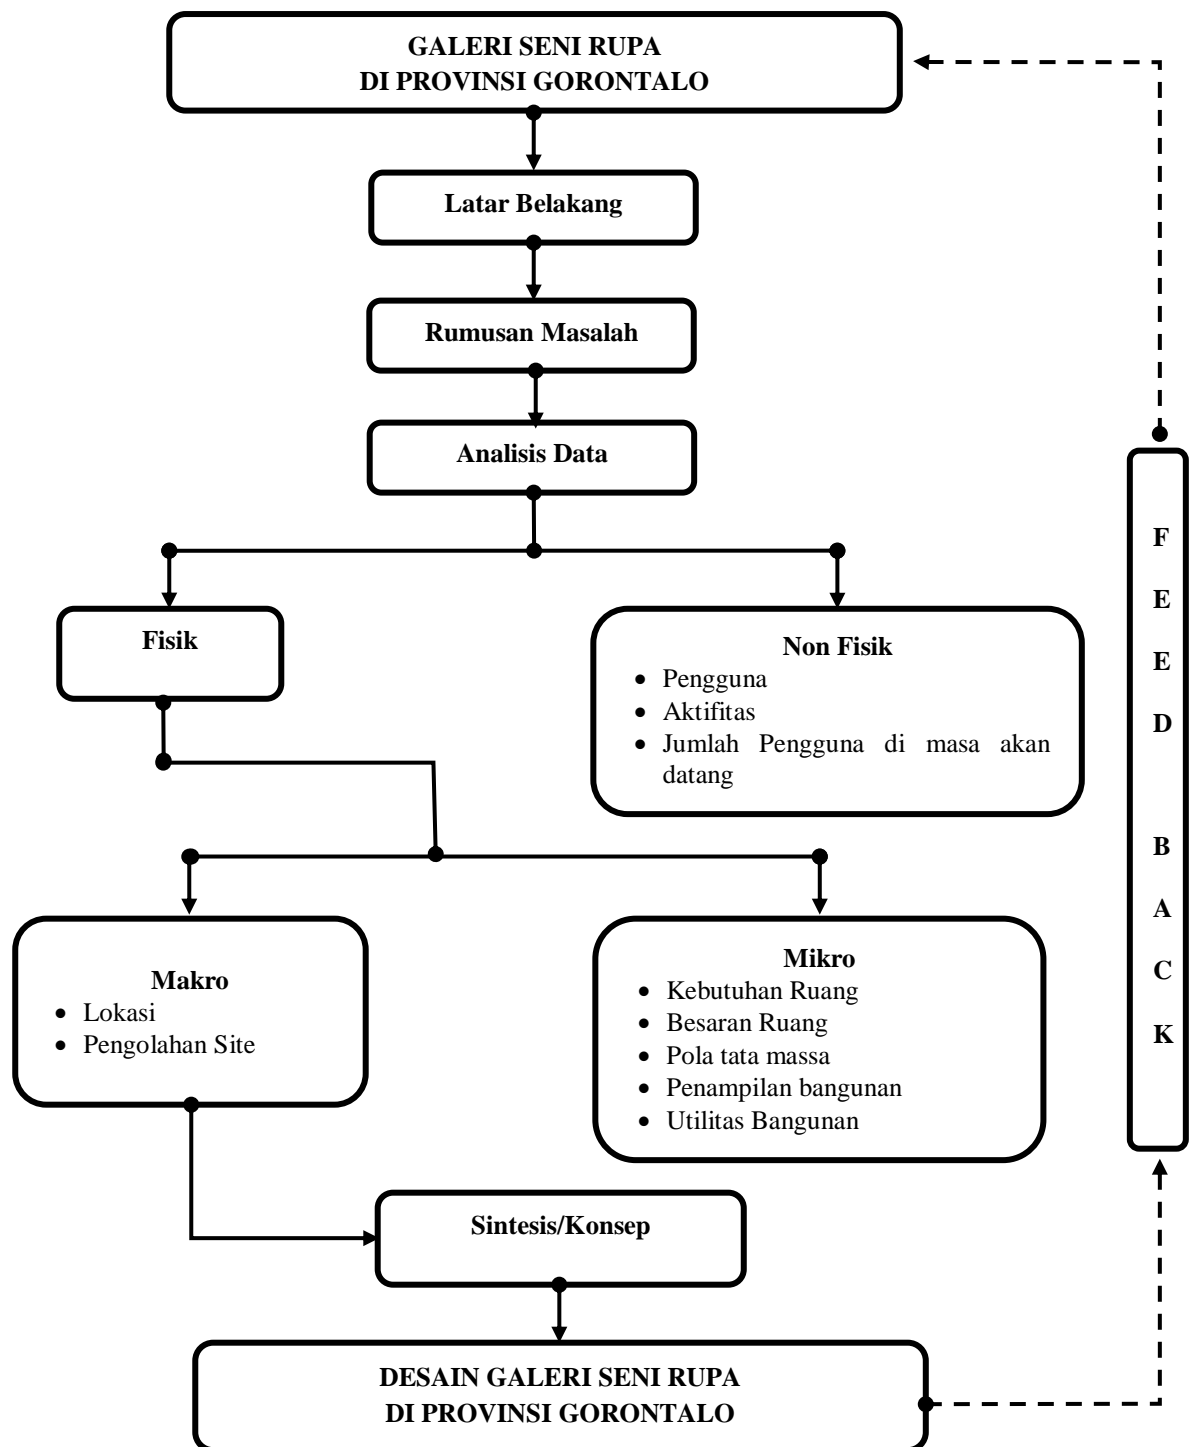 GALERI SENI RUPA
DI PROVINSI GORONTALO
Latar Belakang
Rumusan Masalah
Analisis Data
Fisik
Non Fisik
• Pengguna
• Aktifitas
• Jumlah Pengguna di masa akan
datang
Makro
• Lokasi
• Pengolahan Site
Mikro
• Kebutuhan Ruang
• Besaran Ruang
• Pola tata massa
• Penampilan bangunan
• Utilitas Bangunan
Sintesis/Konsep
DESAIN GALERI SENI RUPA
DI PROVINSI GORONTALO
F
E
E
D
B
A
C
K